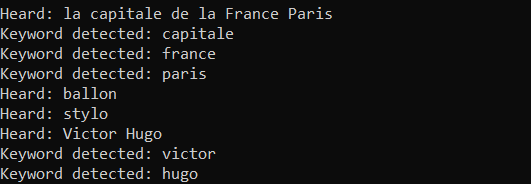 Heard: la capitale de la France Paris
Keyword detected: capitale
Keyword detected: france
Keyword detected: paris
Heard: ballon
Heard: stylo
Heard: Victor Hugo
Keyword detected: victor
Keyword detected: hugo